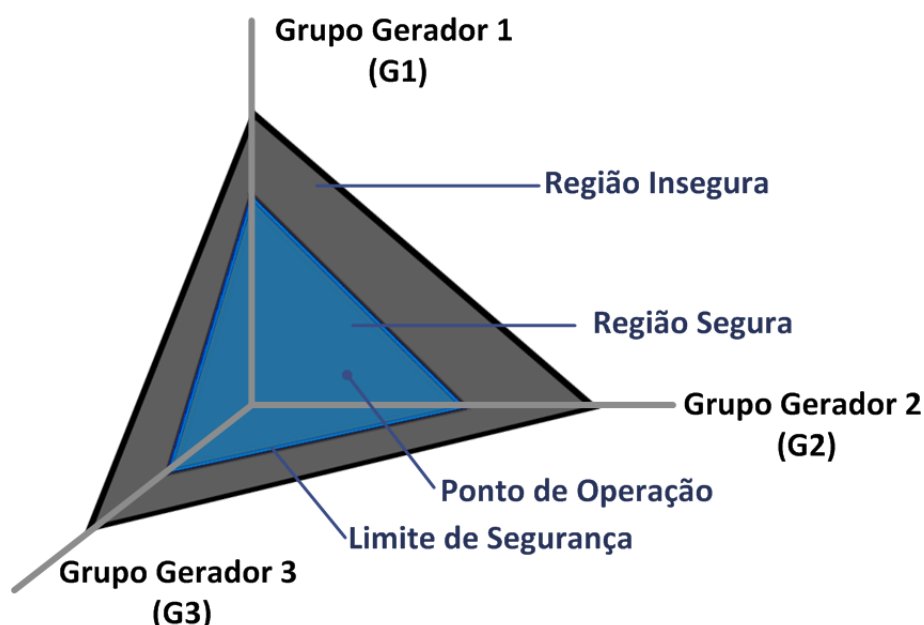 Grupo Gerador 1
(G1)
Região Insegura
Região Segura
Grupo Gerador 2
(G2)
Ponto de Operação
Limite de Segurança
Grupo Gerador 3
(G3)